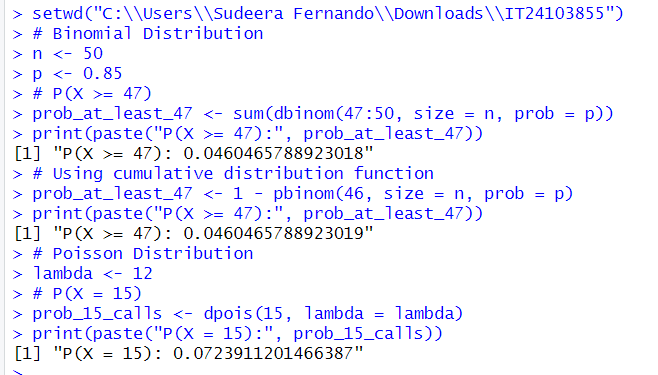 > setwd("C:\\Users\\Sudeera Fernando\\Downloads\\IT24103855")
> # Binomial Distribution
> n <- 50
> p <- 0.85
> # P(X >= 47)
> prob_at_least_47 <- sum(dbinom(47:50, size = n, prob = p))
> print(paste("P(X >= 47):", prob_at_least_47))
[1] "P(X >= 47): 0.0460465788923018"
> # Using cumulative distribution function
> prob_at_least_47 <- 1 - pbinom(46, size = n, prob = p)
> print(paste("P(X >= 47):", prob_at_least_47))
[1] "P(X >= 47): 0.0460465788923019"
> # Poisson Distribution
> lambda <- 12
> # P(X = 15)
> prob_15_calls <- dpois(15, lambda = lambda)
> print(paste("P(X = 15):", prob_15_calls))
[1] "P(X = 15): 0.0723911201466387"
>